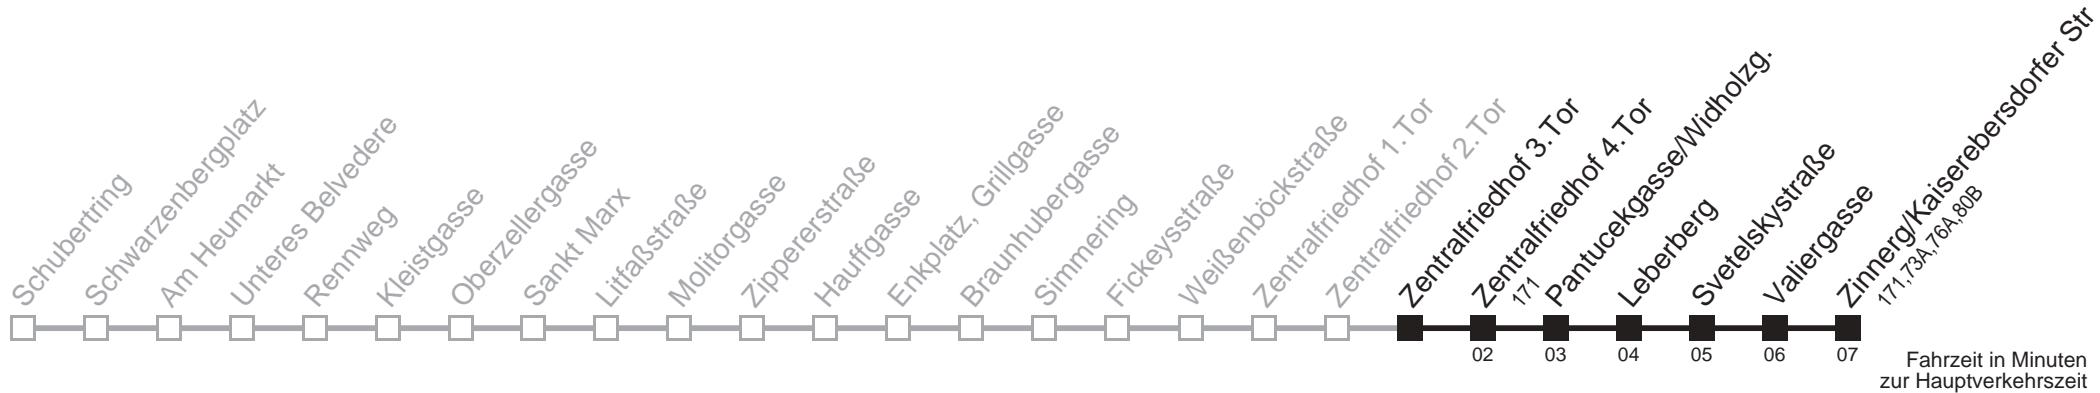 Schubertring
Schwarzenbergplatz
Am Heumarkt
Unteres Belvedere
Rennweg
Kleistgasse
Oberzellergasse
Sankt Marx
Litfaßstraße
Molitorgasse
Zippererstraße
Hauffgasse
Enkplatz, Grillgasse
Braunhubergasse
Simmering
Fickeysstraße
Weißenböckstraße
Zentralfriedhof 1.Tor
Zentralfriedhof 2.Tor
Zentralfriedhof 3.Tor
Zentralfriedhof 4.Tor
171
Pantucekgasse/Widholzg.
Leberberg
Svetelskystraße
Valiergasse
Zinnerg/Kaiserebersdorfer Str
171,73A,76A,80B
02 03 04 05 06 07
Fahrzeit in Minuten
zur Hauptverkehrszeit